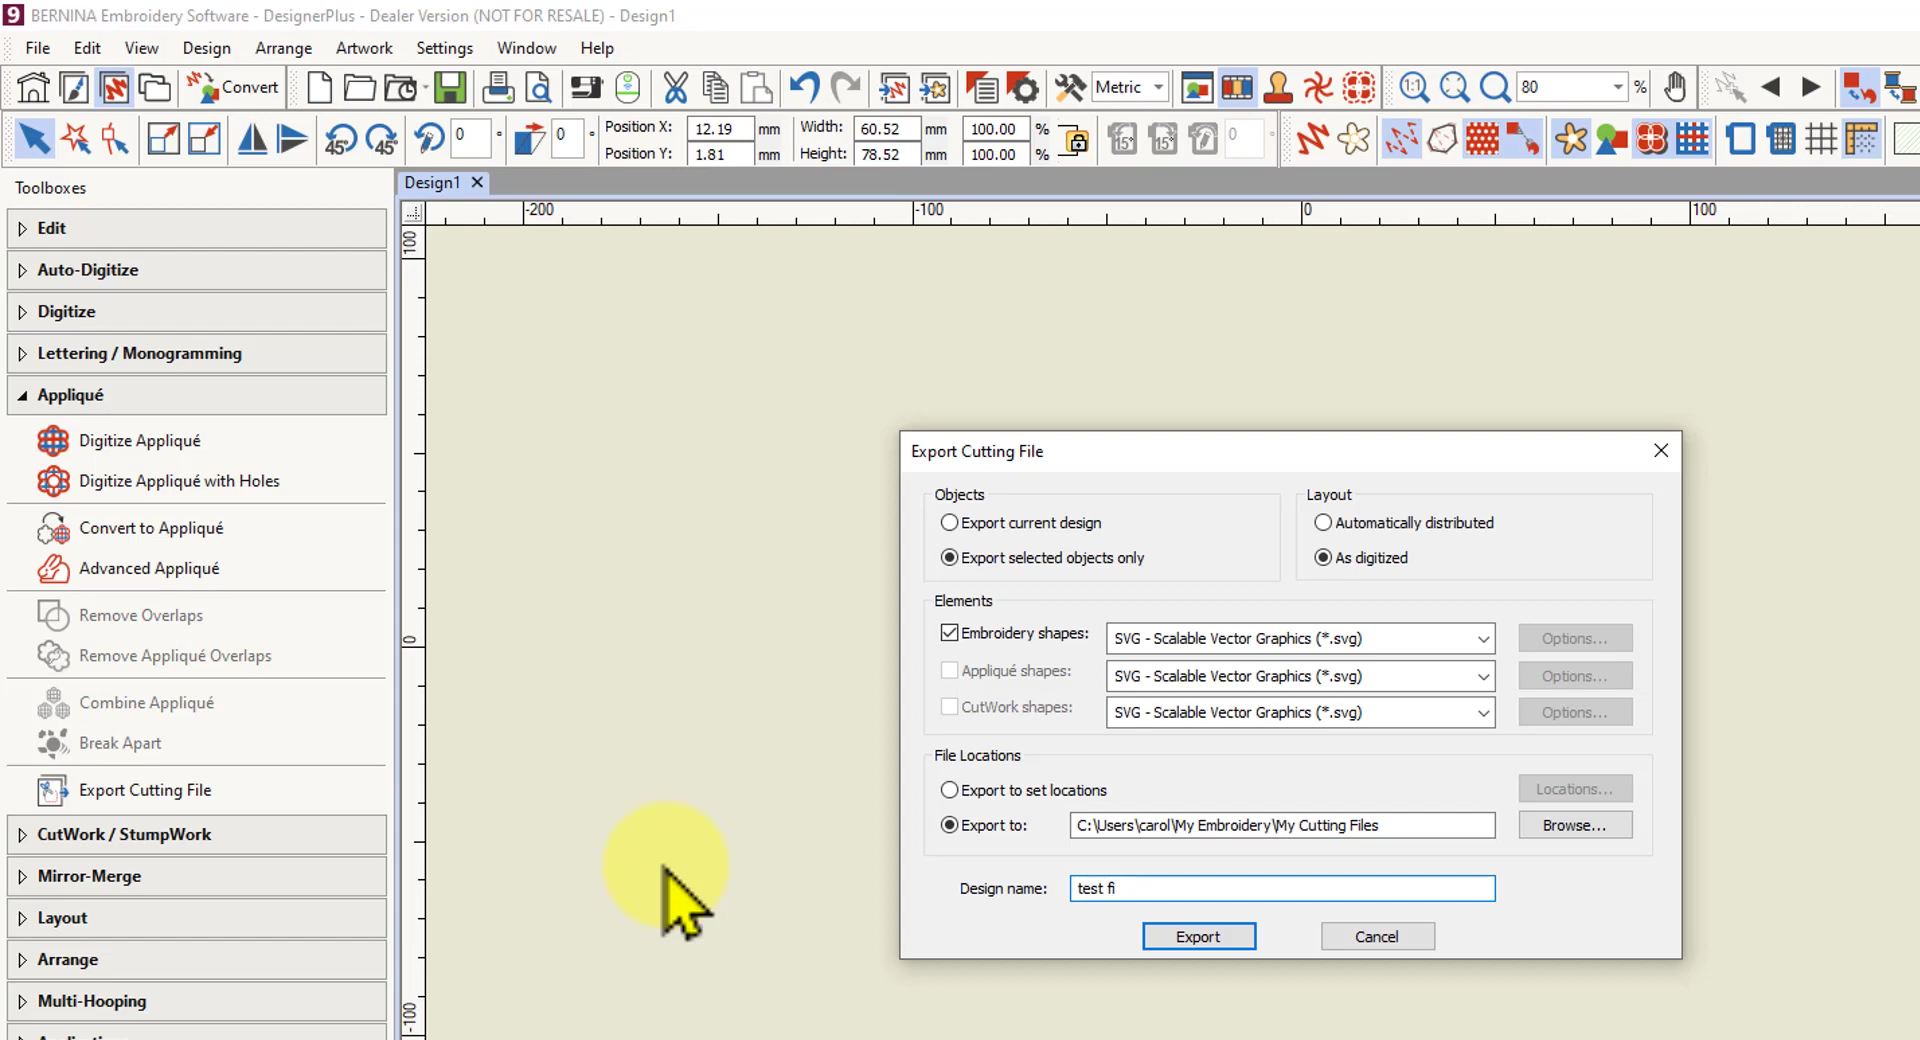 9 BERNINA Embroidery Software - DesignerPlus - Dealer Version (NOT FOR RESALE) - Design1
File Edit View Design Arrange Artwork Settings Window Help
Convert Metric 1:1 80 %
45° 45° 0 ° 0 ° Position X: 12.19 mm Width: 60.52 mm 100.00 % 15° 15° 0
Position Y: 1.81 mm Height: 78.52 mm 100.00 %
Toolboxes
Design1
-200 -100 0 100
100
0
-100
Edit
Auto-Digitize
Digitize
Lettering / Monogramming
Appliqué
Digitize Appliqué
Digitize Appliqué with Holes
Convert to Appliqué
Advanced Appliqué
Remove Overlaps
Remove Appliqué Overlaps
Combine Appliqué
Break Apart
Export Cutting File
CutWork / StumpWork
Mirror-Merge
Layout
Arrange
Multi-Hooping
Export Cutting File
Objects
Export current design
Export selected objects only
Layout
Automatically distributed
As digitized
Elements
Embroidery shapes: SVG - Scalable Vector Graphics (*.svg) Options...
Appliqué shapes: SVG - Scalable Vector Graphics (*.svg) Options...
CutWork shapes: SVG - Scalable Vector Graphics (*.svg) Options...
File Locations
Export to set locations Locations...
Export to: C:\Users\carol\My Embroidery\My Cutting Files Browse...
Design name: test fi
Export Cancel